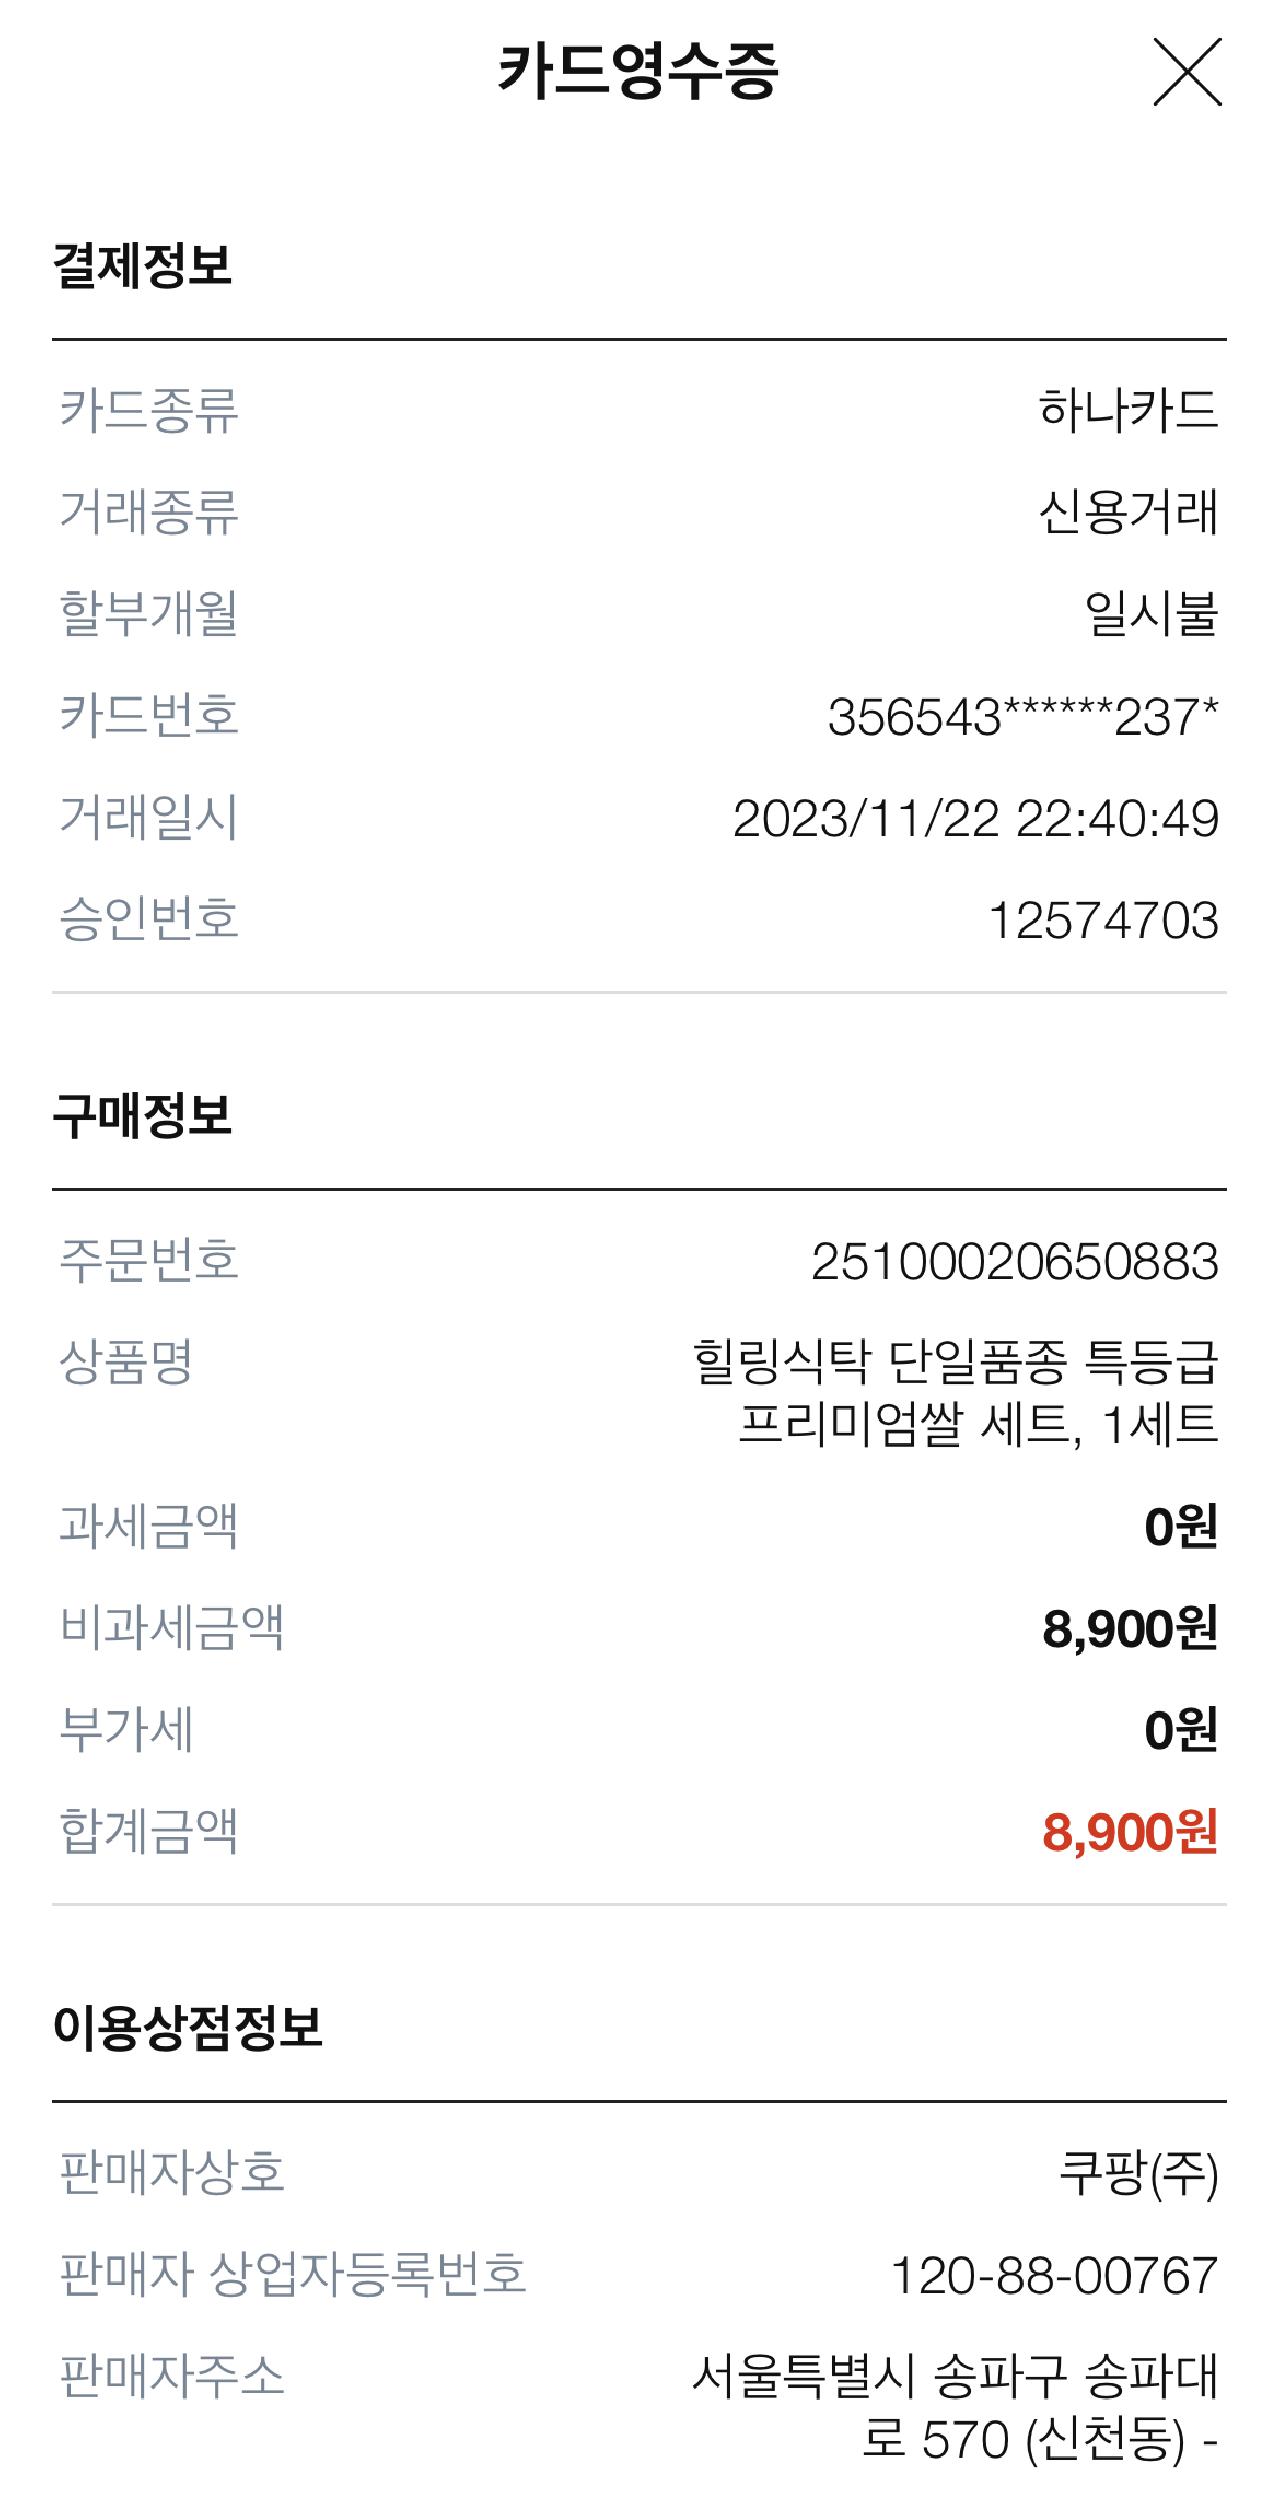 카드영수증
결제정보
카드종류 하나카드
거래종류 신용거래
할부개월 일시불
카드번호 356543******237*
거래일시 2023/11/22 22:40:49
승인번호 12574703
구매정보
주문번호 25100020650883
상품명 힐링식탁 단일품종 특등급
프리미엄쌀 세트, 1세트
과세금액 0원
비과세금액 8,900원
부가세 0원
합계금액 8,900원
이용상점정보
판매자상호 쿠팡(주)
판매자 상업자등록번호 120-88-00767
판매자주소 서울특별시 송파구 송파대
로 570 (신천동) -